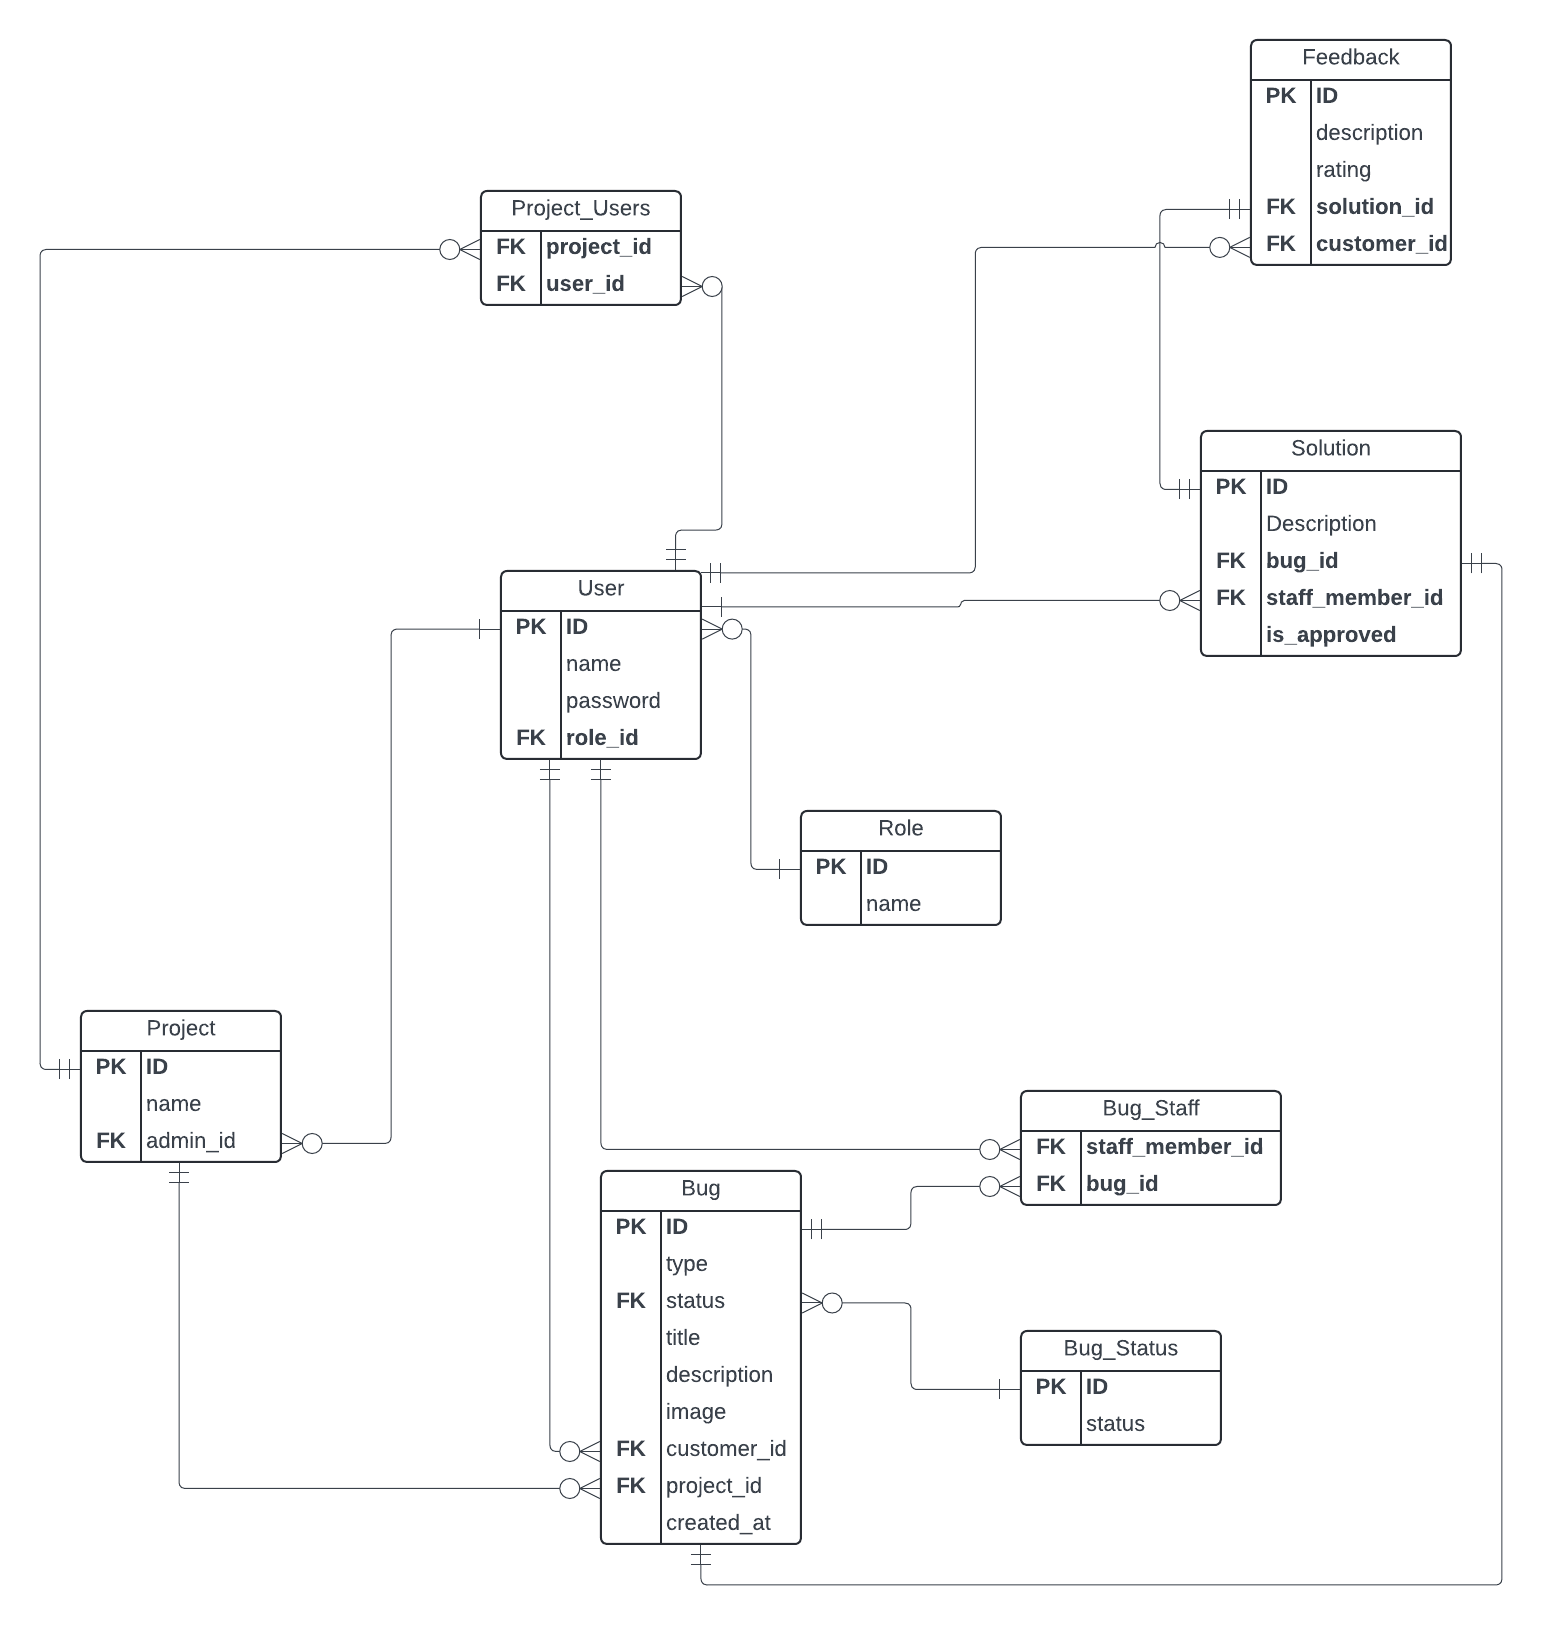 Feedback
PK ID
description
rating
FK solution_id
FK customer_id
Project_Users
FK project_id
FK user_id
Solution
PK ID
Description
FK bug_id
FK staff_member_id
is_approved
User
PK ID
name
password
FK role_id
Role
PK ID
name
Project
PK ID
name
FK admin_id
Bug_Staff
FK staff_member_id
FK bug_id
Bug
PK ID
type
FK status
title
description
image
FK customer_id
FK project_id
created_at
Bug_Status
PK ID
status